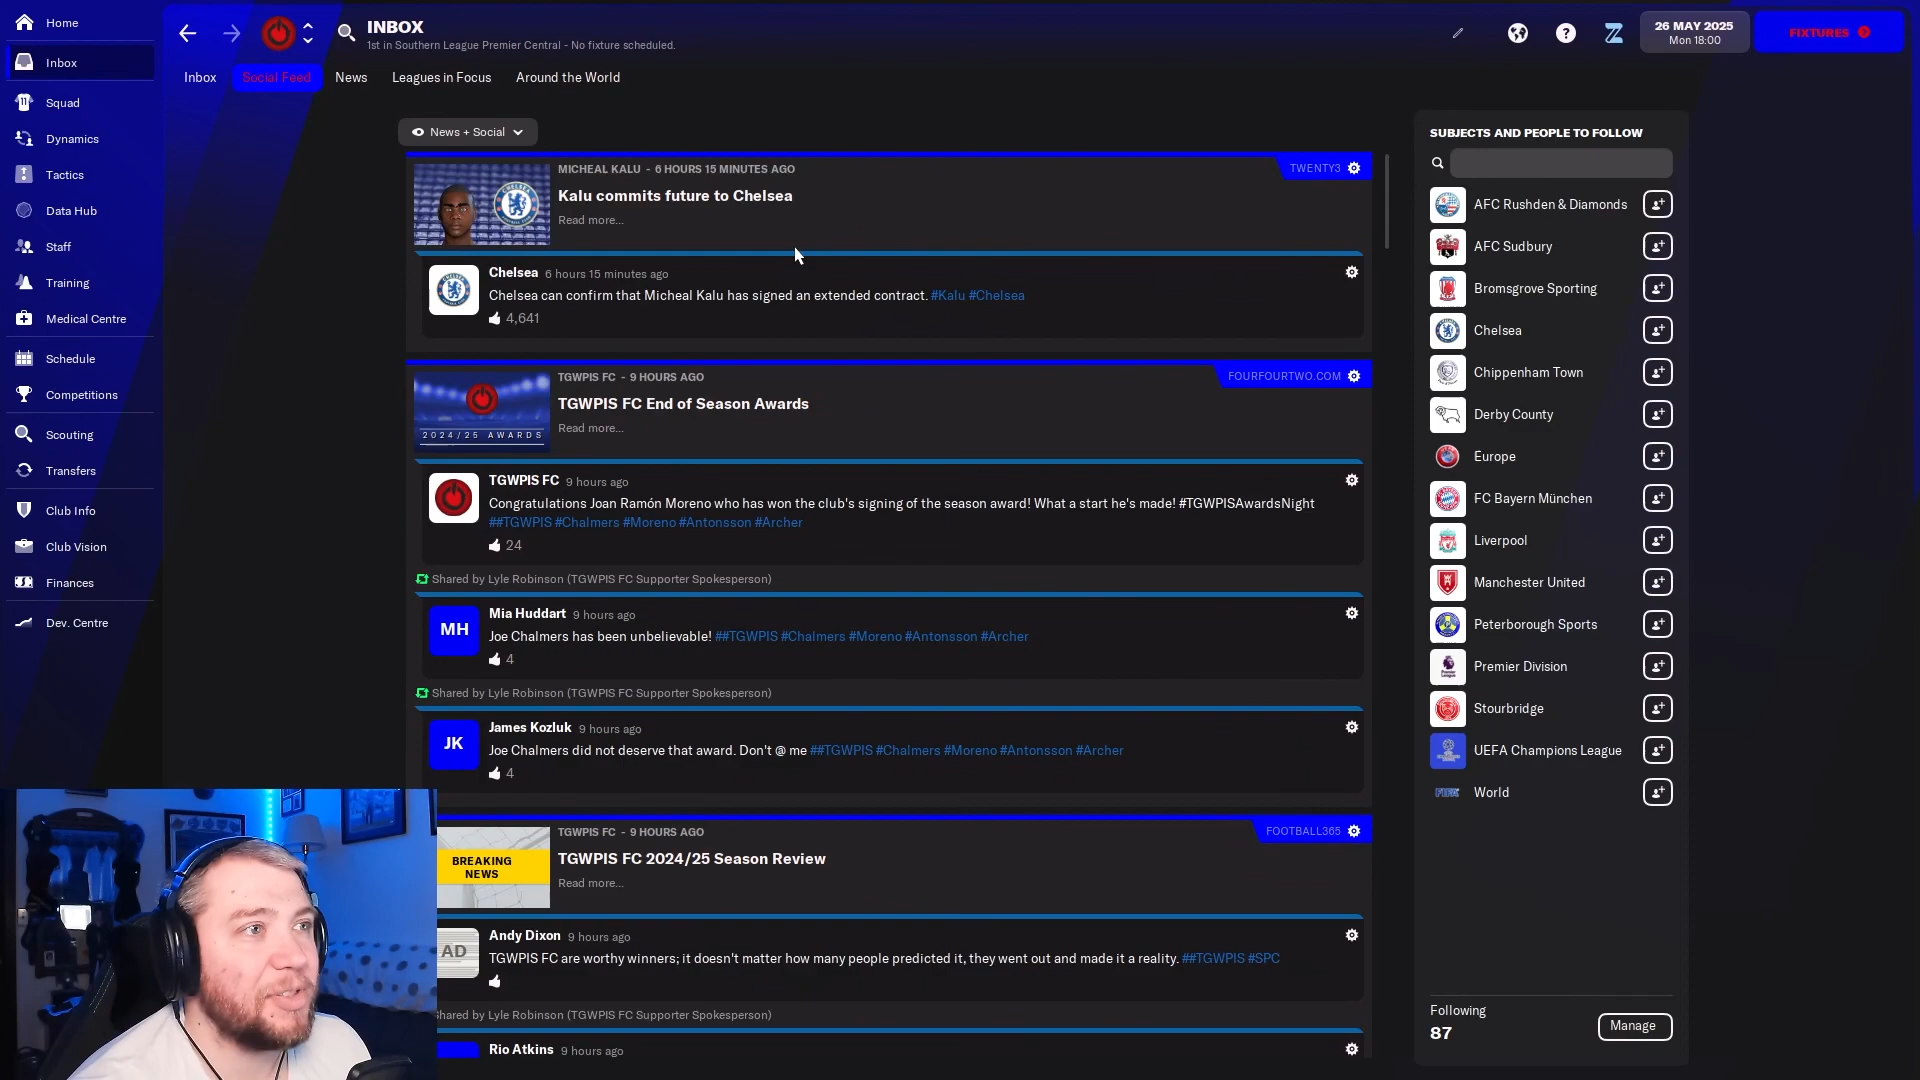 Home
Inbox
Squad
Dynamics
Tactics
Data Hub
Staff
Training
Medical Centre
Schedule
Competitions
Scouting
Transfers
Club Info
Club Vision
Finances
Dev. Centre
INBOX
1st in Southern League Premier Central - No fixture scheduled.
26 MAY 2025
Mon 18:00
FIXTURES
Inbox
Social Feed
News
Leagues in Focus
Around the World
News + Social
MICHEAL KALU - 6 HOURS 15 MINUTES AGO
TWENTY3
Kalu commits future to Chelsea
Read more...
Chelsea 6 hours 15 minutes ago
Chelsea can confirm that Micheal Kalu has signed an extended contract. #Kalu #Chelsea
4,641
TGWPIS FC - 9 HOURS AGO
FOURFOURTWO.COM
TGWPIS FC End of Season Awards
Read more...
2024/25 AWARDS
TGWPIS FC 9 hours ago
Congratulations Joan Ramón Moreno who has won the club's signing of the season award! What a start he's made! #TGWPISAwardsNight
##TGWPIS #Chalmers #Moreno #Antonsson #Archer
24
Shared by Lyle Robinson (TGWPIS FC Supporter Spokesperson)
MH
Mia Huddart 9 hours ago
Joe Chalmers has been unbelievable! ##TGWPIS #Chalmers #Moreno #Antonsson #Archer
4
Shared by Lyle Robinson (TGWPIS FC Supporter Spokesperson)
JK
James Kozluk 9 hours ago
Joe Chalmers did not deserve that award. Don't @ me ##TGWPIS #Chalmers #Moreno #Antonsson #Archer
4
TGWPIS FC - 9 HOURS AGO
FOOTBALL365
BREAKING
NEWS
TGWPIS FC 2024/25 Season Review
Read more...
AD
Andy Dixon 9 hours ago
TGWPIS FC are worthy winners; it doesn't matter how many people predicted it, they went out and made it a reality. ##TGWPIS #SPC
Shared by Lyle Robinson (TGWPIS FC Supporter Spokesperson)
Rio Atkins 9 hours ago
SUBJECTS AND PEOPLE TO FOLLOW
AFC Rushden & Diamonds
AFC Sudbury
Bromsgrove Sporting
Chelsea
Chippenham Town
Derby County
Europe
FC Bayern München
Liverpool
Manchester United
Peterborough Sports
Premier Division
Stourbridge
UEFA Champions League
FIFA
World
Following
87
Manage